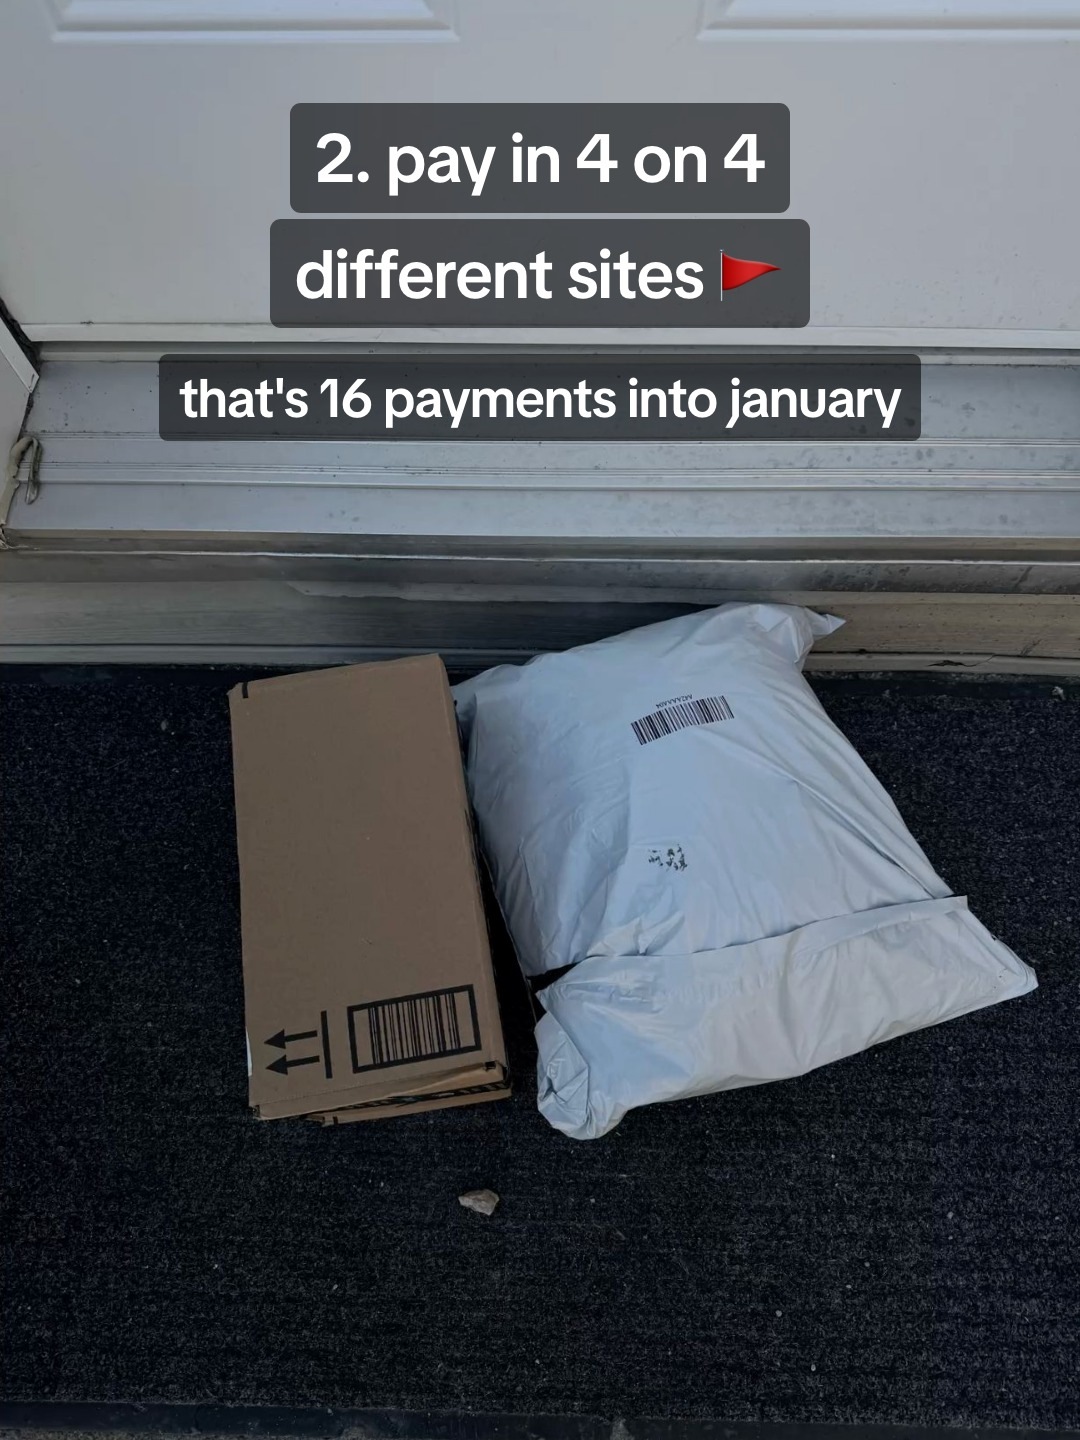 2. pay in 4 on 4
different sites 🚩
that's 16 payments into january